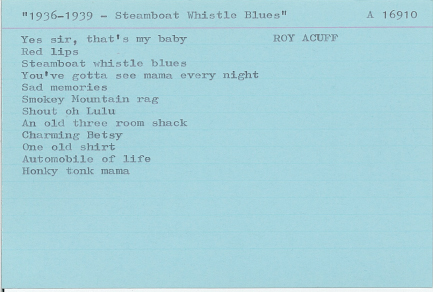 "1936-1939 - Steamboat Whistle Blues" A 16910
Yes sir, that's my baby ROY ACUFF
Red lips
Steamboat whistle blues
You've gotta see mama every night
Sad memories
Smokey Mountain rag
Shout oh Lulu
An old three room shack
Charming Betsy
One old shirt
Automobile of life
Honky tonk mama